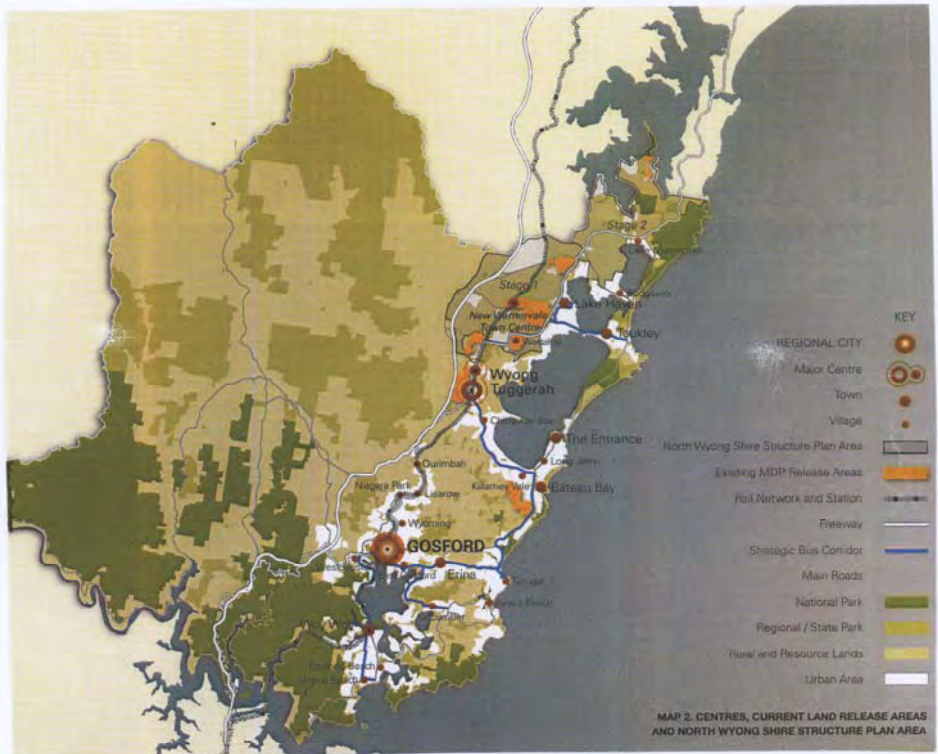 Stage 2
Stage 1
Lake Haven
New Warnervale
Town Centre
Toukley
Wyong
Tuggerah
The Entrance
Long Jetty
Ourimbah
Killarney Vale
Bateau Bay
Niagara Park
Lisarow
Wyoming
GOSFORD
Erina
KEY
REGIONAL CITY
Major Centre
Town
Village
North Wyong Shire Structure Plan Area
Existing MDP Release Areas
Rail Network and Station
Freeway
Strategic Bus Corridor
Main Roads
National Park
Regional / State Park
Rural and Resource Lands
Urban Area
MAP 2. CENTRES, CURRENT LAND RELEASE AREAS
AND NORTH WYONG SHIRE STRUCTURE PLAN AREA